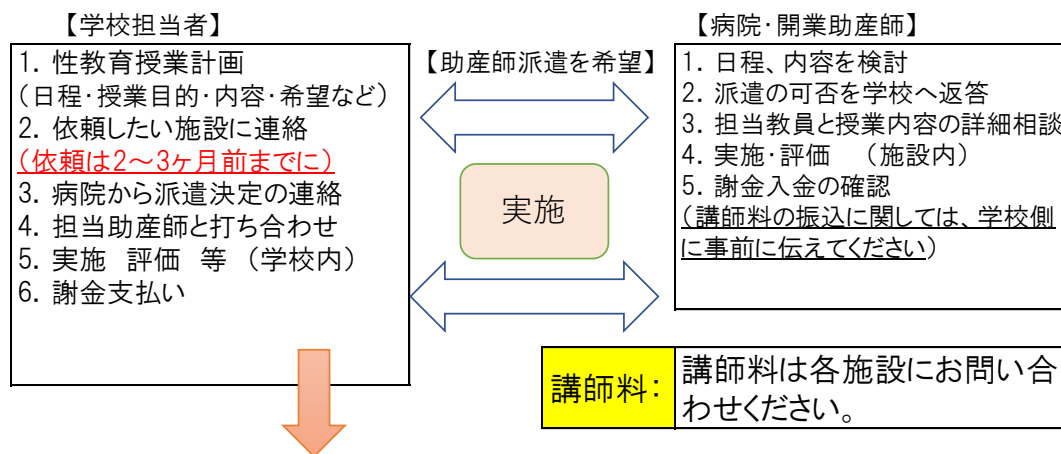 【学校担当者】
1. 性教育授業計画
（日程・授業目的・内容・希望など）
2. 依頼したい施設に連絡
（依頼は2～3ヶ月前までに）
3. 病院から派遣決定の連絡
4. 担当助産師と打ち合わせ
5. 実施　評価　等　（学校内）
6. 謝金支払い
【助産師派遣を希望】
実施
【病院・開業助産師】
1. 日程、内容を検討
2. 派遣の可否を学校へ返答
3. 担当教員と授業内容の詳細相談
4. 実施・評価　（施設内）
5. 謝金入金の確認
（講師料の振込に関しては、学校側
に事前に伝えてください）
講師料：
講師料は各施設にお問い合
わせください。